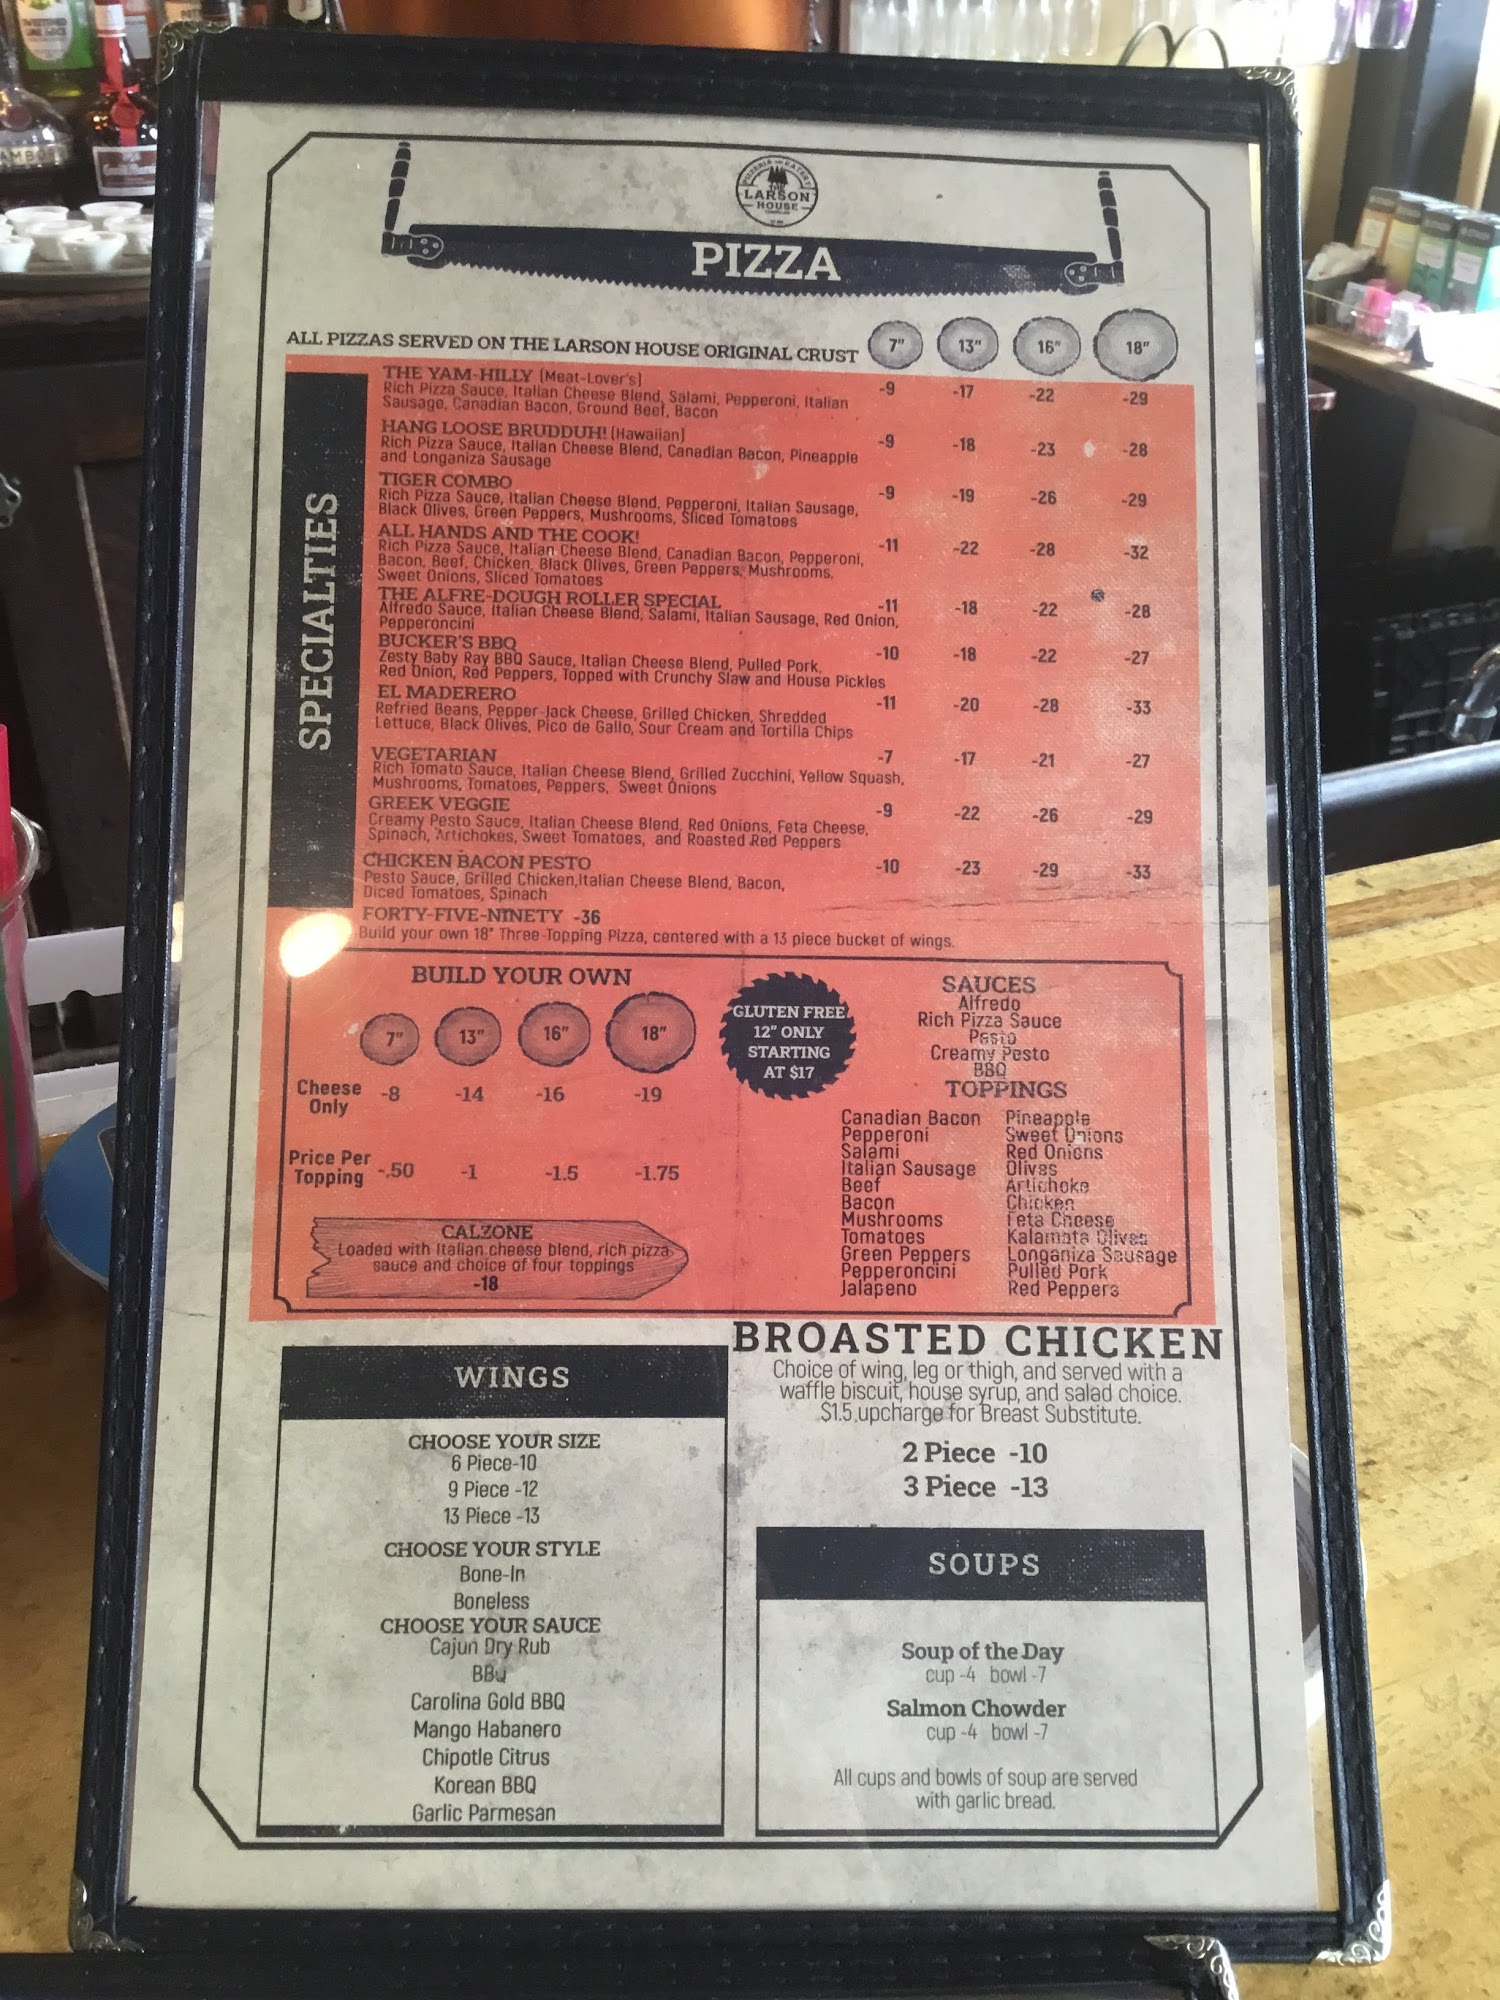 PIZZERIA EATERY
THE
LARSON
HOUSE
PIZZA
ALL PIZZAS SERVED ON THE LARSON HOUSE ORIGINAL CRUST 7" 13" 16" 18"
SPECIALTIES
THE YAM-HILLY (Meat-Lover's) -9 -17 -22 -29
Rich Pizza Sauce, Italian Cheese Blend, Salami, Pepperoni, Italian
Sausage, Canadian Bacon, Ground Beef, Bacon
HANG LOOSE BRUDDUH! (Hawaiian) -9 -18 -23 -28
Rich Pizza Sauce, Italian Cheese Blend, Canadian Bacon, Pineapple
and Longaniza Sausage
TIGER COMBO -9 -19 -26 -29
Rich Pizza Sauce, Italian Cheese Blend, Pepperoni, Italian Sausage,
Black Olives, Green Peppers, Mushrooms, Sliced Tomatoes
ALL HANDS AND THE COOK! -11 -22 -28 -32
Rich Pizza Sauce, Italian Cheese Blend, Canadian Bacon, Pepperoni,
Bacon, Beef, Chicken, Black Olives, Green Peppers, Mushrooms,
Sweet Onions, Sliced Tomatoes
THE ALFRE-DOUGH ROLLER SPECIAL -11 -18 -22 -28
Alfredo Sauce, Italian Cheese Blend, Salami, Italian Sausage, Red Onion,
Pepperoncini
BUCKER'S BBQ -10 -18 -22 -27
Zesty Baby Ray BBQ Sauce, Italian Cheese Blend, Pulled Pork,
Red Onion, Red Peppers, Topped with Crunchy Slaw and House Pickles
EL MADERERO -11 -20 -28 -33
Refried Beans, Pepper-Jack Cheese, Grilled Chicken, Shredded
Lettuce, Black Olives, Pico de Gallo, Sour Cream and Tortilla Chips
VEGETARIAN -7 -17 -21 -27
Rich Tomato Sauce, Italian Cheese Blend, Grilled Zucchini, Yellow Squash,
Mushrooms, Tomatoes, Peppers, Sweet Onions
GREEK VEGGIE -9 -22 -26 -29
Creamy Pesto Sauce, Italian Cheese Blend, Red Onions, Feta Cheese,
Spinach, Artichokes, Sweet Tomatoes, and Roasted Red Peppers
CHICKEN BACON PESTO -10 -23 -29 -33
Pesto Sauce, Grilled Chicken,Italian Cheese Blend, Bacon,
Diced Tomatoes, Spinach
FORTY-FIVE-NINETY -36
Build your own 18" Three-Topping Pizza, centered with a 13 piece bucket of wings.
BUILD YOUR OWN
7" 13" 16" 18"
Cheese
Only -8 -14 -16 -19
Price Per
Topping -.50 -1 -1.5 -1.75
CALZONE
Loaded with Italian cheese blend, rich pizza
sauce and choice of four toppings
-18
GLUTEN FREE
12" ONLY
STARTING
AT $17
SAUCES
Alfredo
Rich Pizza Sauce
Pesto
Creamy Pesto
BBQ
TOPPINGS
Canadian Bacon Pineapple
Pepperoni Sweet Onions
Salami Red Onions
Italian Sausage Olives
Beef Artichoke
Bacon Chicken
Mushrooms Feta Cheese
Tomatoes Kalamata Olives
Green Peppers Longaniza Sausage
Pepperoncini Pulled Pork
Jalapeno Red Peppers
WINGS
CHOOSE YOUR SIZE
6 Piece-10
9 Piece -12
13 Piece -13
CHOOSE YOUR STYLE
Bone-In
Boneless
CHOOSE YOUR SAUCE
Cajun Dry Rub
BBQ
Carolina Gold BBQ
Mango Habanero
Chipotle Citrus
Korean BBQ
Garlic Parmesan
BROASTED CHICKEN
Choice of wing, leg or thigh, and served with a
waffle biscuit, house syrup, and salad choice.
$1.5 upcharge for Breast Substitute.
2 Piece -10
3 Piece -13
SOUPS
Soup of the Day
cup -4 bowl -7
Salmon Chowder
cup -4 bowl -7
All cups and bowls of soup are served
with garlic bread.